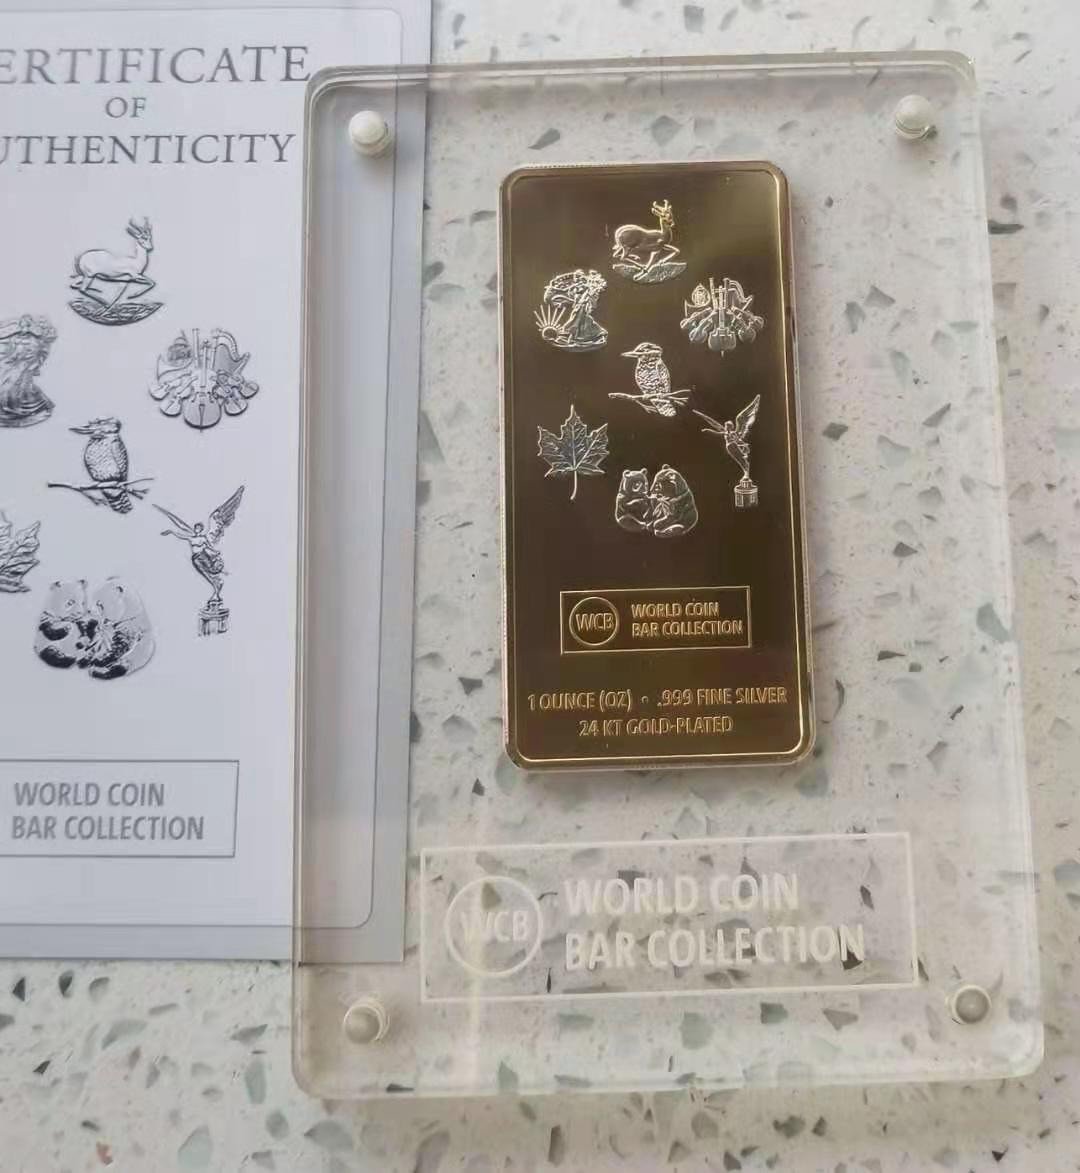 ERTIFICATE
OF
UTHENTICITY
WORLD COIN
BAR COLLECTION
WCB
WORLD COIN
BAR COLLECTION
1 OUNCE (OZ) • .999 FINE SILVER
24 KT GOLD-PLATED
WCB
WORLD COIN
BAR COLLECTION